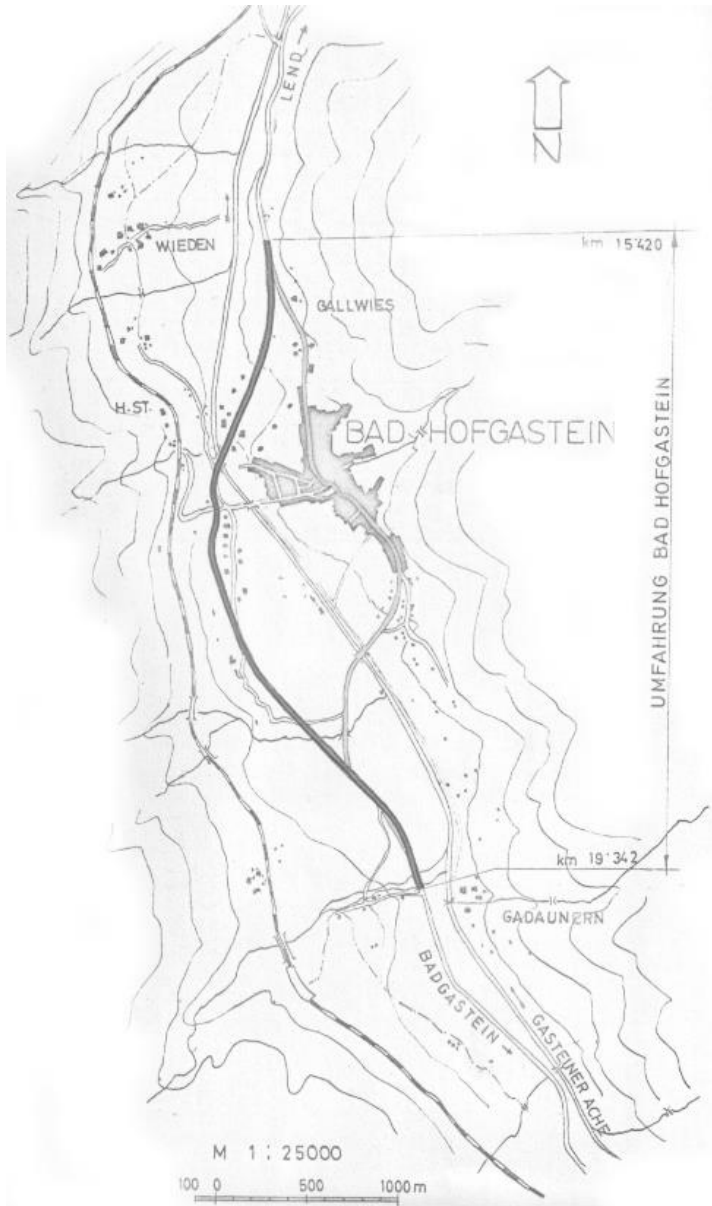 LEND
N
km 15'420
WIEDEN
GALLWIES
H.ST.
BAD HOFGASTEIN
UMFAHRUNG BAD HOFGASTEIN
km 19'342
GADAUNERN
BADGASTEIN
GASTEINER ACHE
M 1 : 25000
100 0 500 1000 m